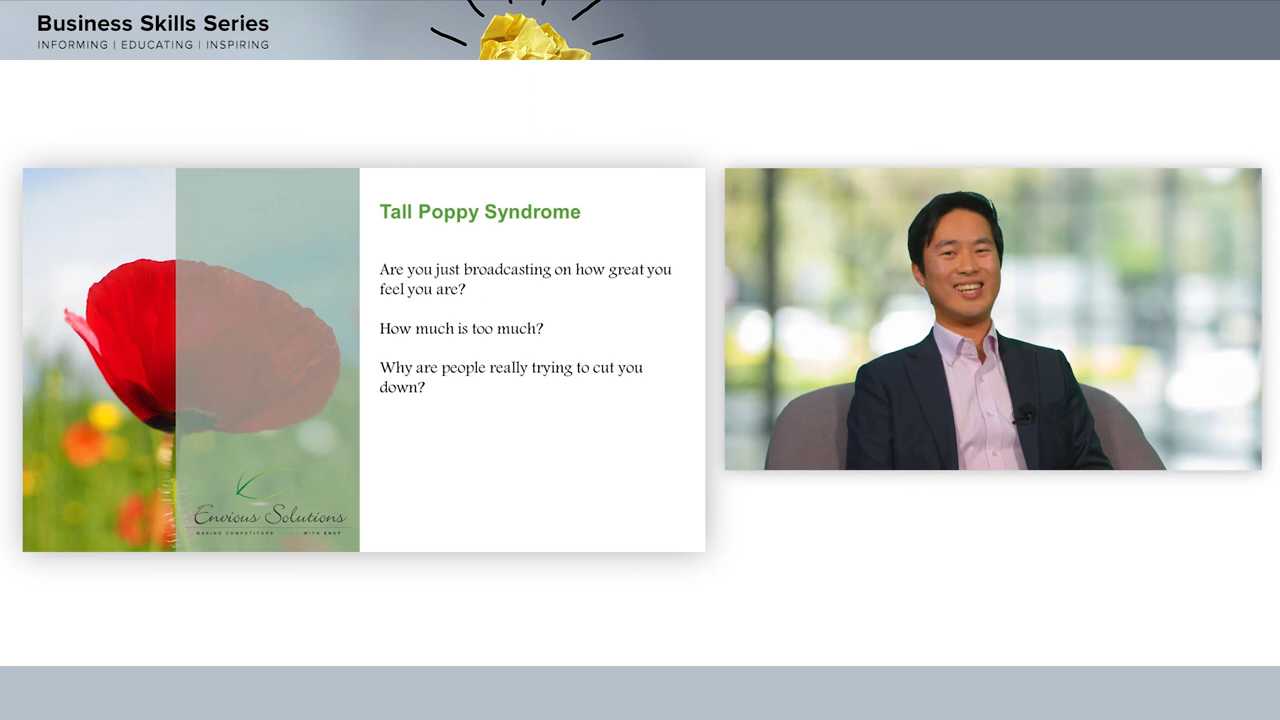 Business Skills Series
INFORMING | EDUCATING | INSPIRING
Tall Poppy Syndrome
Are you just broadcasting on how great you
feel you are?
How much is too much?
Why are people really trying to cut you
down?
Envious Solutions
MAKING COMPETITORS GREEN WITH ENVY